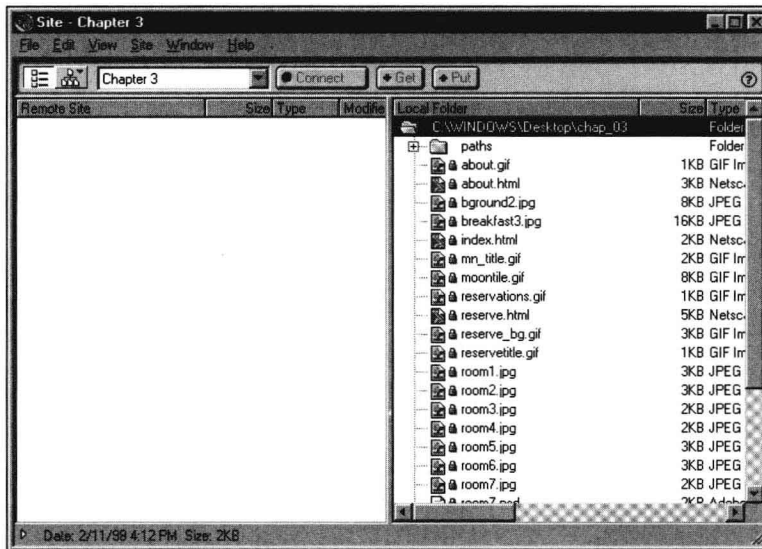 Site - Chapter 3
File Edit View Site Window Help
Chapter 3 Connect Get Put
Remote Site Size Type Modifie
Local Folder Size Type
C:\WINDOWS\Desktop\chap_03 Folder
paths Folder
about.gif 1KB GIF Im
about.html 3KB Netsc
bground2.jpg 8KB JPEG
breakfast3.jpg 16KB JPEG
index.html 2KB Netsc
mn_title.gif 2KB GIF Im
moontile.gif 8KB GIF Im
reservations.gif 1KB GIF Im
reserve.html 5KB Netsc
reserve_bg.gif 3KB GIF Im
reservetitle.gif 1KB GIF Im
room1.jpg 3KB JPEG
room2.jpg 3KB JPEG
room3.jpg 2KB JPEG
room4.jpg 2KB JPEG
room5.jpg 3KB JPEG
room6.jpg 3KB JPEG
room7.jpg 2KB JPEG
room7.psd 2KB Adob
Date: 2/11/98 4:12 PM Size: 2KB